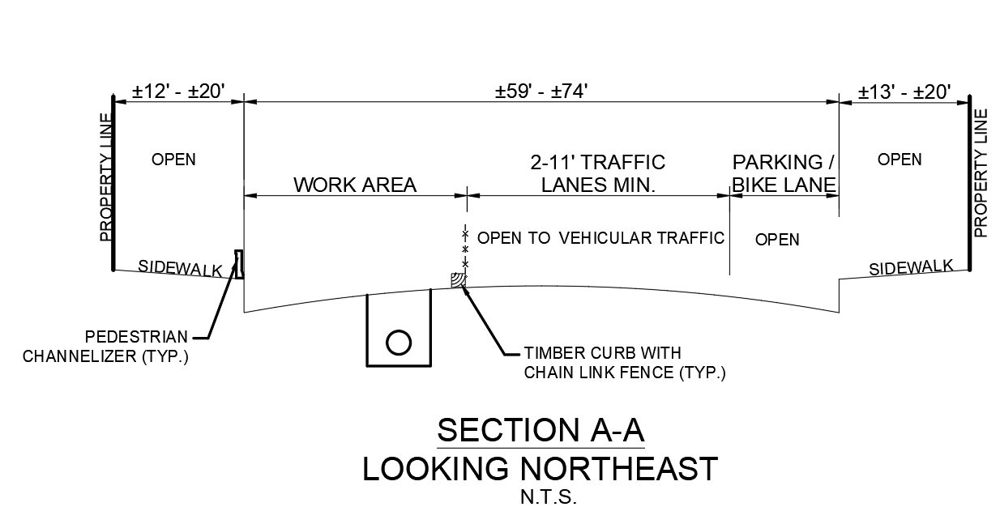 ±12' - ±20'
±59' - ±74'
±13' - ±20'
PROPERTY LINE
OPEN
WORK AREA
2-11' TRAFFIC
LANES MIN.
PARKING /
BIKE LANE
OPEN
PROPERTY LINE
OPEN TO VEHICULAR TRAFFIC
OPEN
SIDEWALK
SIDEWALK
PEDESTRIAN
CHANNELIZER (TYP.)
TIMBER CURB WITH
CHAIN LINK FENCE (TYP.)
SECTION A-A
LOOKING NORTHEAST
N.T.S.